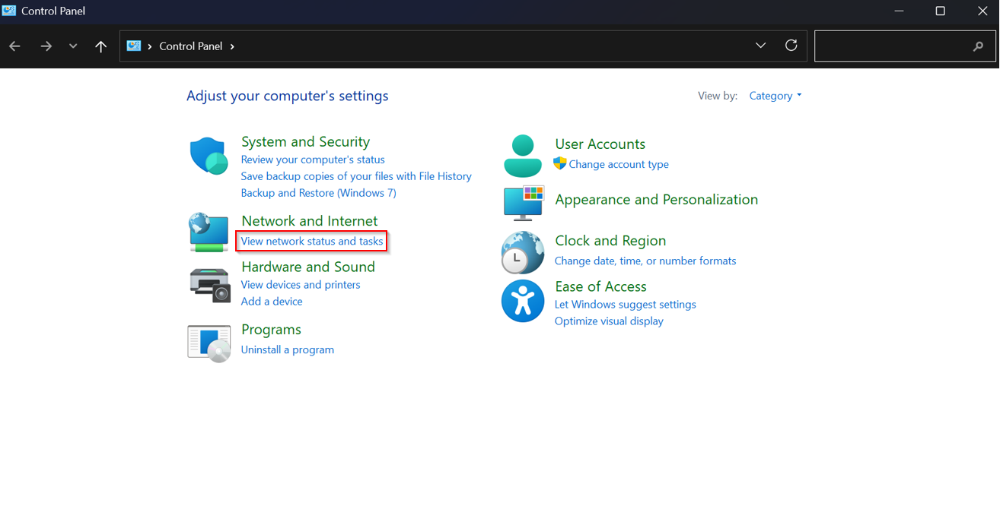 Control Panel
Control Panel
Adjust your computer's settings
View by: Category
System and Security
Review your computer's status
Save backup copies of your files with File History
Backup and Restore (Windows 7)
Network and Internet
View network status and tasks
Hardware and Sound
View devices and printers
Add a device
Programs
Uninstall a program
User Accounts
Change account type
Appearance and Personalization
Clock and Region
Change date, time, or number formats
Ease of Access
Let Windows suggest settings
Optimize visual display